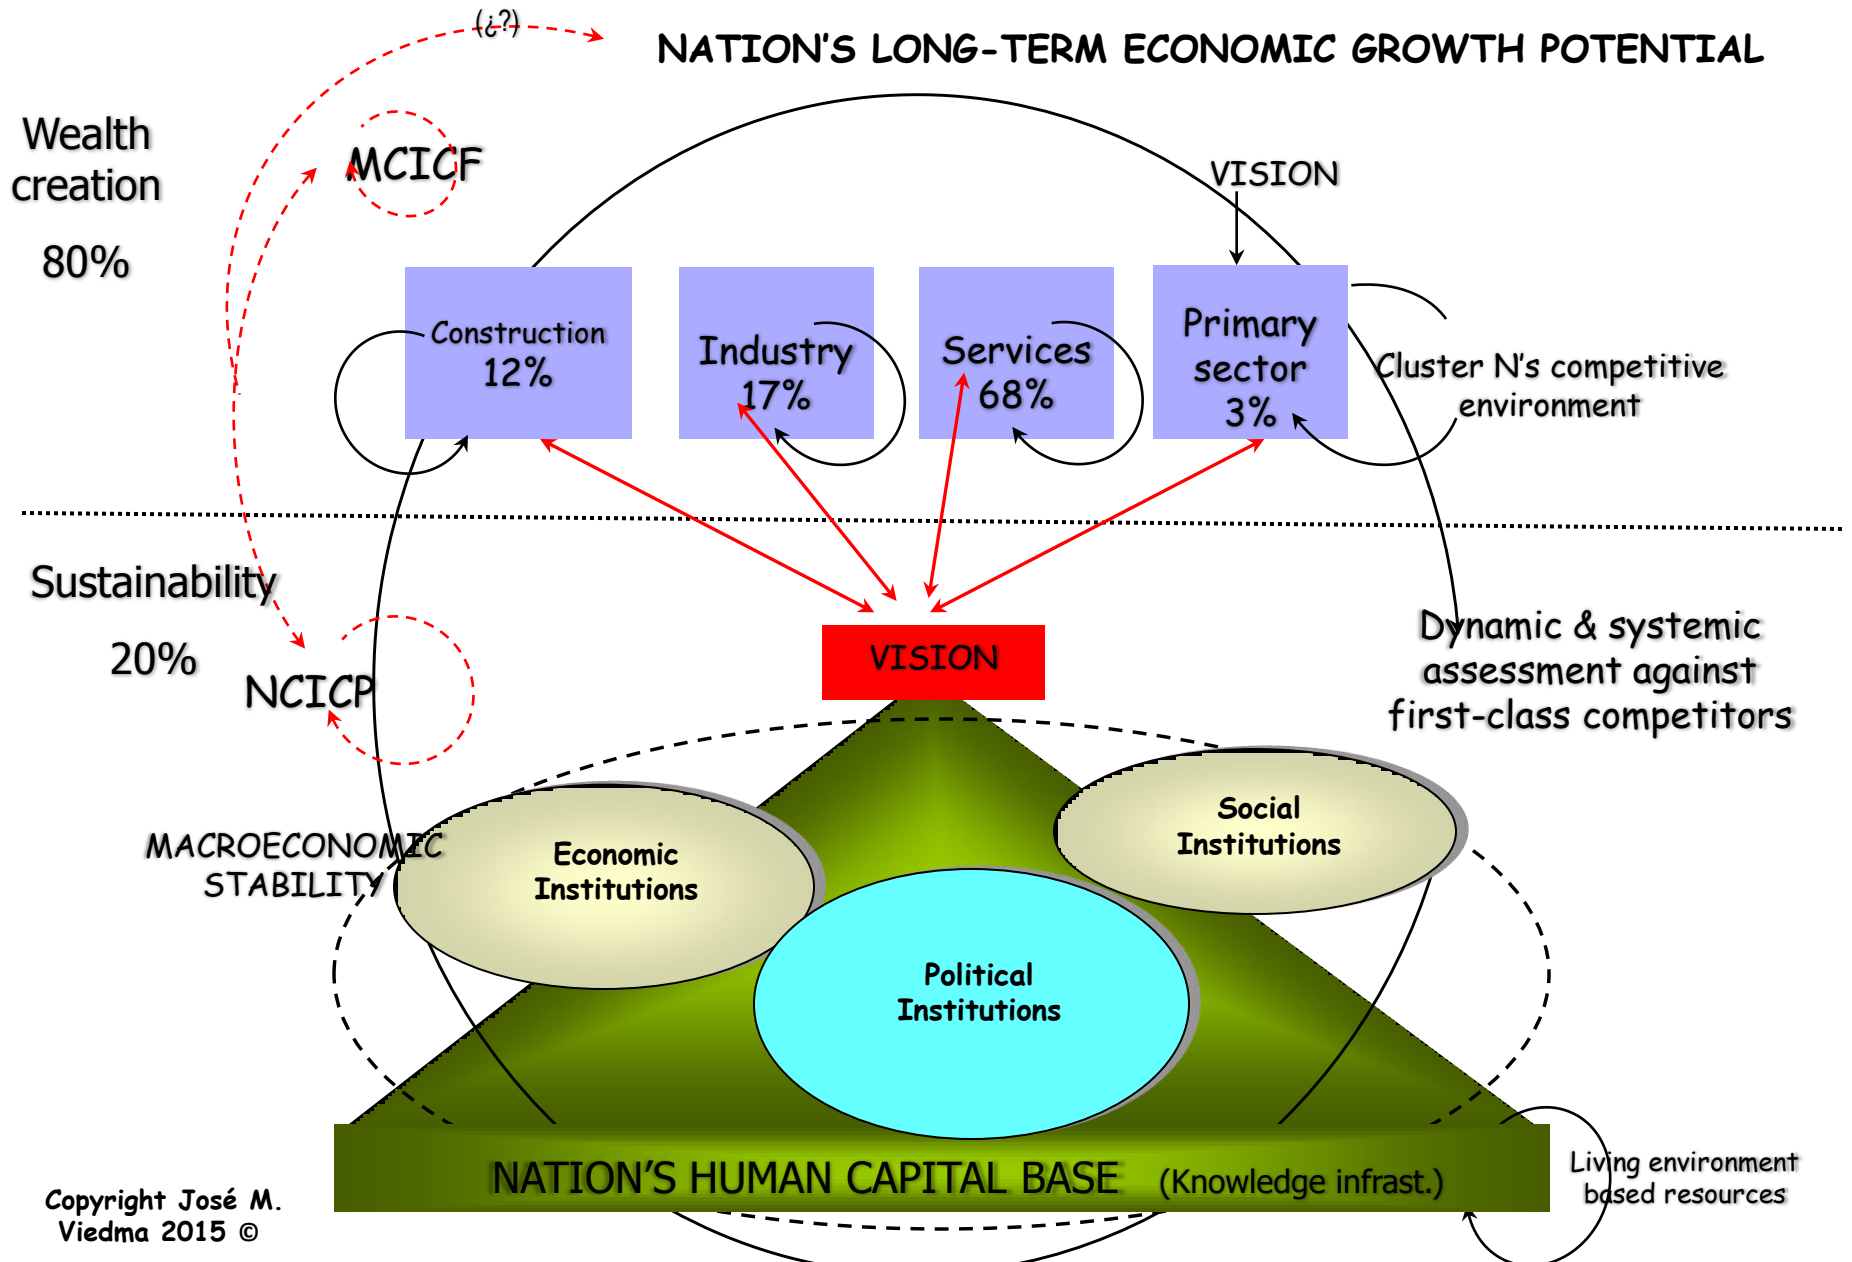 (¿?)
NATION'S LONG-TERM ECONOMIC GROWTH POTENTIAL
Wealth
creation
80%
MCICF
VISION
Construction
12%
Industry
17%
Services
68%
Primary
sector
3%
Cluster N's competitive
environment
Sustainability
20%
NCICP
VISION
Dynamic & systemic
assessment against
first-class competitors
MACROECONOMIC
STABILITY
Economic
Institutions
Social
Institutions
Political
Institutions
NATION'S HUMAN CAPITAL BASE (Knowledge infrast.)
Living environment
based resources
Copyright José M.
Viedma 2015 ©